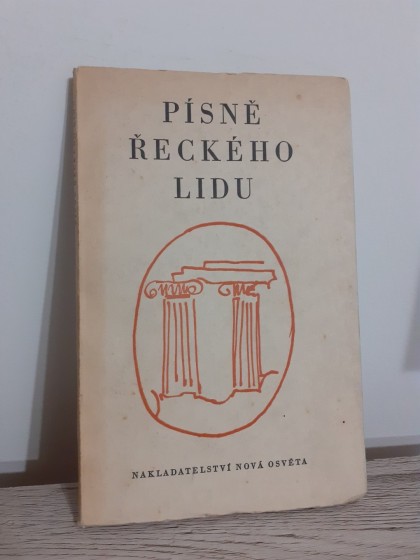 PÍSNĚ
ŘECKÉHO
LIDU
NAKLADATELSTVÍ NOVÁ OSVĚTA